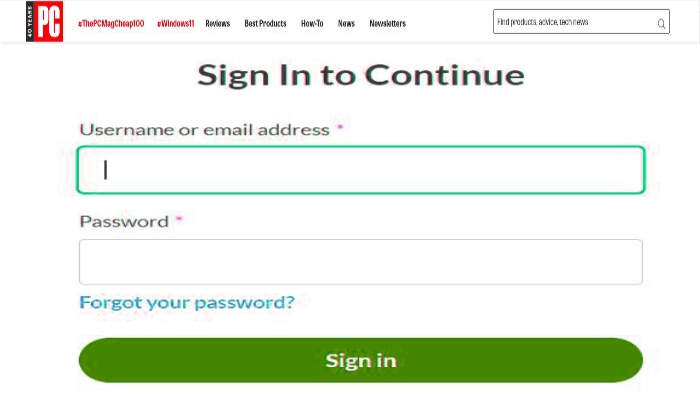 40 YEARS
PC
#ThePCMagCheap100 #Windows11 Reviews Best Products How-To News Newsletters
Find products, advice, tech news
Sign In to Continue
Username or email address *
Password *
Forgot your password?
Sign in